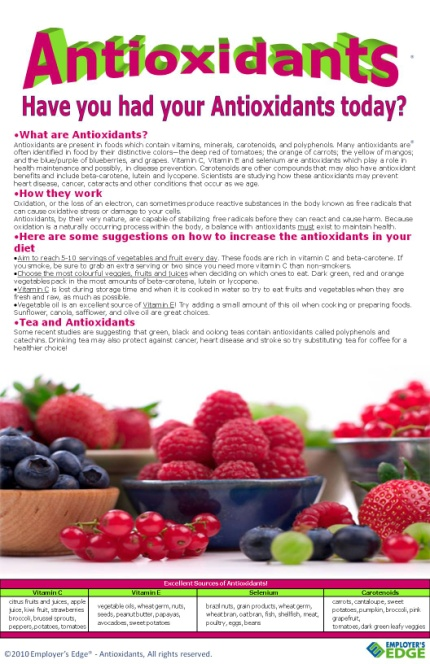 Antioxidants
Have you had your Antioxidants today?
•What are Antioxidants?
Antioxidants are present in foods which contain vitamins, minerals, carotenoids, and polyphenols. Many antioxidants are
often identified in food by their distinctive colors—the deep red of tomatoes; the orange of carrots; the yellow of mangos;
and the blue/purple of blueberries, and grapes. Vitamin C, Vitamin E and selenium are antioxidants which play a role in
health maintenance and possibly, in disease prevention. Carotenoids are other compounds that may also have antioxidant
benefits and include beta-carotene, lutein and lycopene. Scientists are studying how these antioxidants may prevent
heart disease, cancer, cataracts and other conditions that occur as we age.
•How they work
Oxidation, or the loss of an electron, can sometimes produce reactive substances in the body known as free radicals that
can cause oxidative stress or damage to your cells.
Antioxidants, by their very nature, are capable of stabilizing free radicals before they can react and cause harm. Because
oxidation is a naturally occurring process within the body, a balance with antioxidants must exist to maintain health.
•Here are some suggestions on how to increase the antioxidants in your
diet
•Aim to reach 5-10 servings of vegetables and fruit every day. These foods are rich in vitamin C and beta-carotene. If
you smoke, be sure to grab an extra serving or two since you need more vitamin C than non-smokers.
•Choose the most colourful veggies, fruits and juices when deciding on which ones to eat. Dark green, red and orange
vegetables pack in the most amounts of beta-carotene, lutein or lycopene.
•Vitamin C is lost during storage time and when it is cooked in water so try to eat fruits and vegetables when they are
fresh and raw, as much as possible.
•Vegetable oil is an excellent source of Vitamin E! Try adding a small amount of this oil when cooking or preparing foods.
Sunflower, canola, safflower, and olive oil are great choices.
•Tea and Antioxidants
Some recent studies are suggesting that green, black and oolong teas contain antioxidants called polyphenols and
catechins. Drinking tea may also protect against cancer, heart disease and stroke so try substituting tea for coffee for a
healthier choice!
Excellent Sources of Antioxidants!
Vitamin C Vitamin E Selenium Carotenoids
citrus fruits and juices, apple
juice, kiwi fruit, strawberries
broccoli, brussel sprouts,
peppers, potatoes, tomatoes
vegetable oils, wheat germ, nuts,
seeds, peanut butter, papayas,
avocadoes, sweet potatoes
brazil nuts, grain products, wheat germ,
wheat bran, oat bran, fish, shellfish, meat,
poultry, eggs, beans
carrots, cantaloupe, sweet
potatoes, pumpkin, broccoli, pink
grapefruit,
tomatoes, dark green leafy veggies
©2010 Employer's Edge® - Antioxidants, All rights reserved.
EMPLOYER'S
EDGE